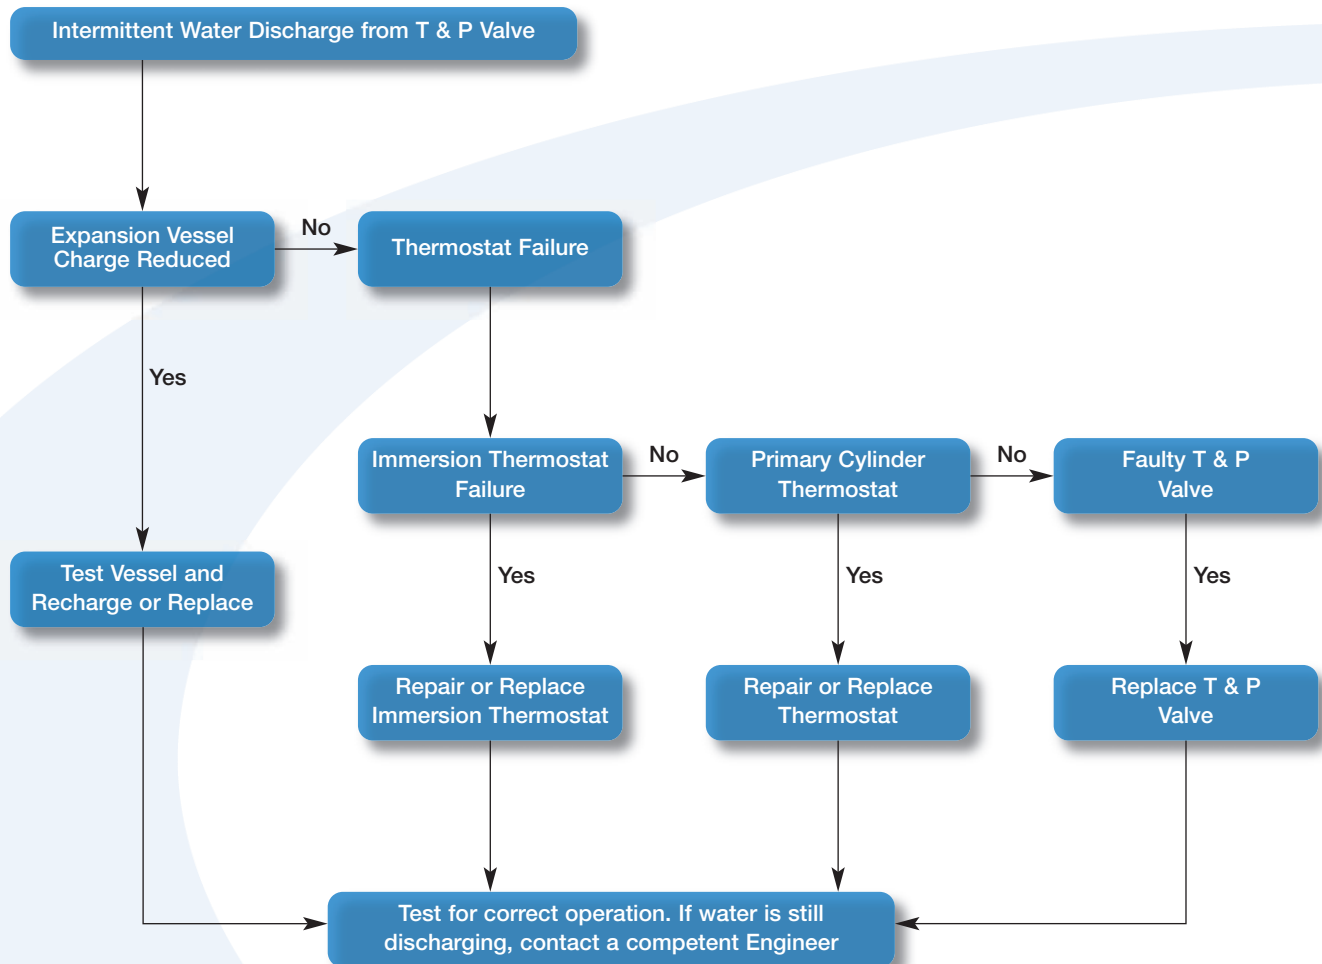 Intermittent Water Discharge from T & P Valve
Expansion Vessel
Charge Reduced
No
Thermostat Failure
Yes
Immersion Thermostat
Failure
No
Primary Cylinder
Thermostat
No
Faulty T & P
Valve
Test Vessel and
Recharge or Replace
Yes
Yes
Yes
Repair or Replace
Immersion Thermostat
Repair or Replace
Thermostat
Replace T & P
Valve
Test for correct operation. If water is still
discharging, contact a competent Engineer